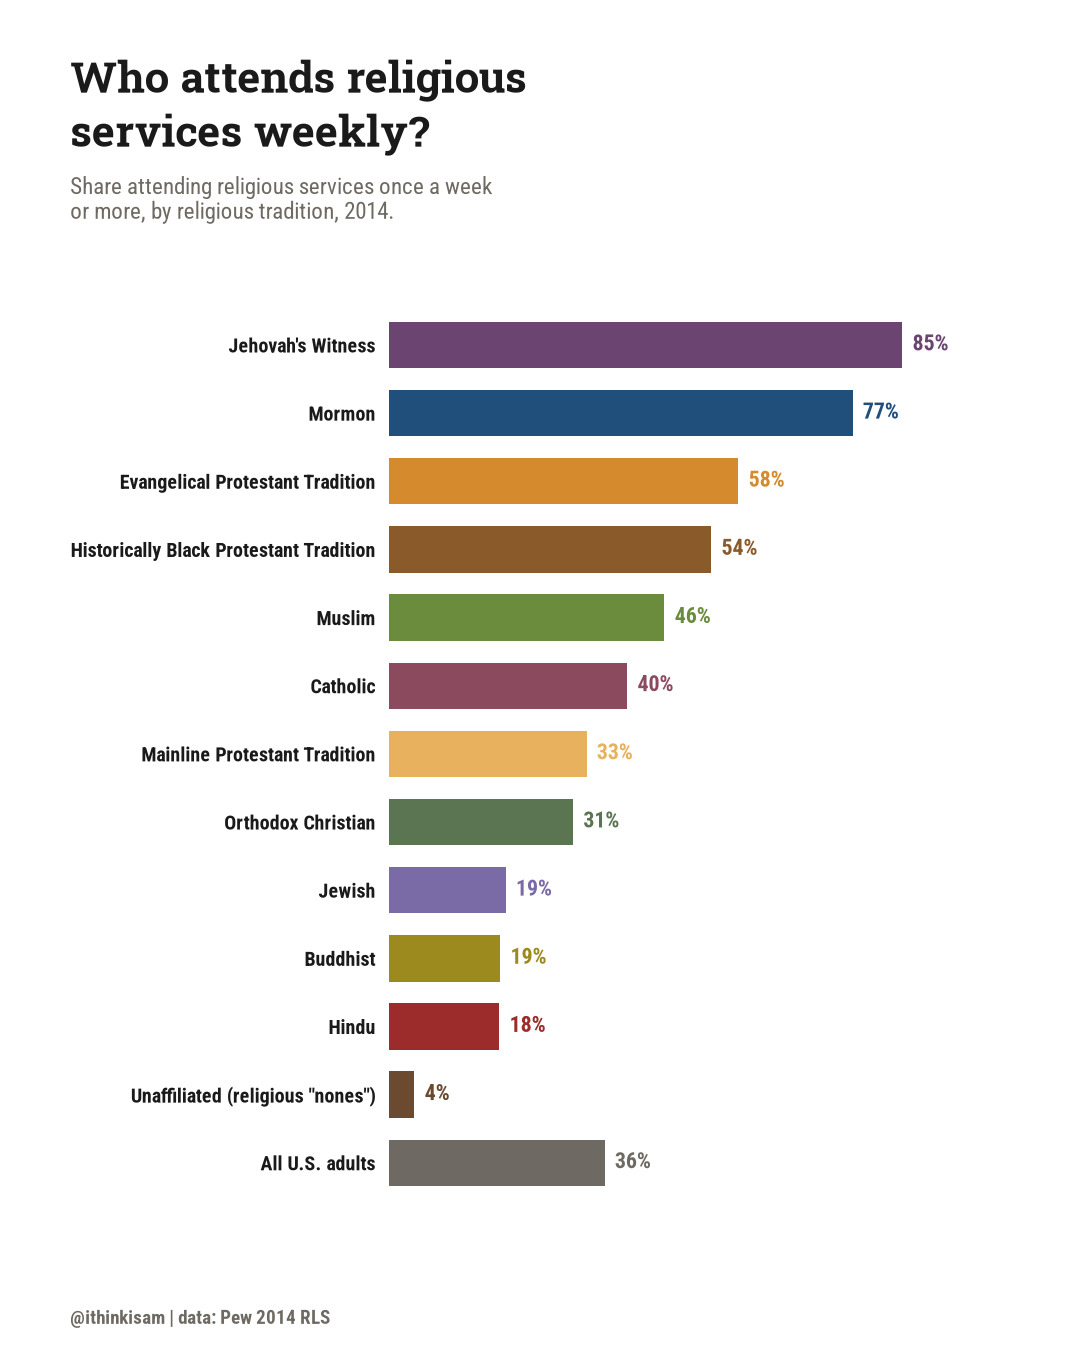 Who attends religious
services weekly?
Share attending religious services once a week
or more, by religious tradition, 2014.
Jehovah's Witness 85%
Mormon 77%
Evangelical Protestant Tradition 58%
Historically Black Protestant Tradition 54%
Muslim 46%
Catholic 40%
Mainline Protestant Tradition 33%
Orthodox Christian 31%
Jewish 19%
Buddhist 19%
Hindu 18%
Unaffiliated (religious "nones") 4%
All U.S. adults 36%
@ithinkisam | data: Pew 2014 RLS